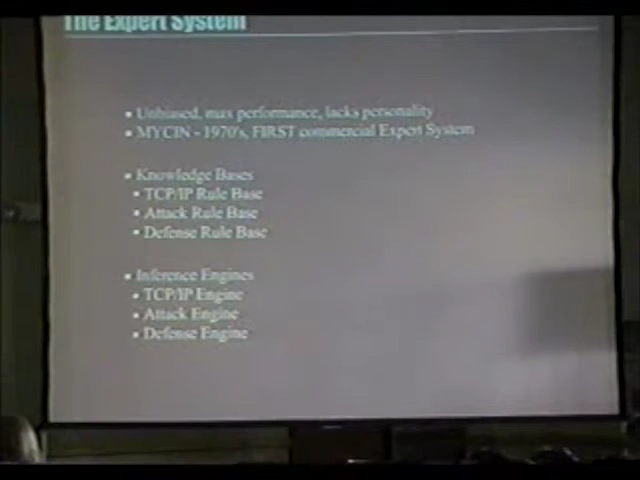 The Expert System
▪ Unbiased, max performance, lacks personality
▪ MYCIN - 1970's, FIRST commercial Expert System
▪ Knowledge Bases
▪ TCP/IP Rule Base
▪ Attack Rule Base
▪ Defense Rule Base
▪ Inference Engines
▪ TCP/IP Engine
▪ Attack Engine
▪ Defense Engine